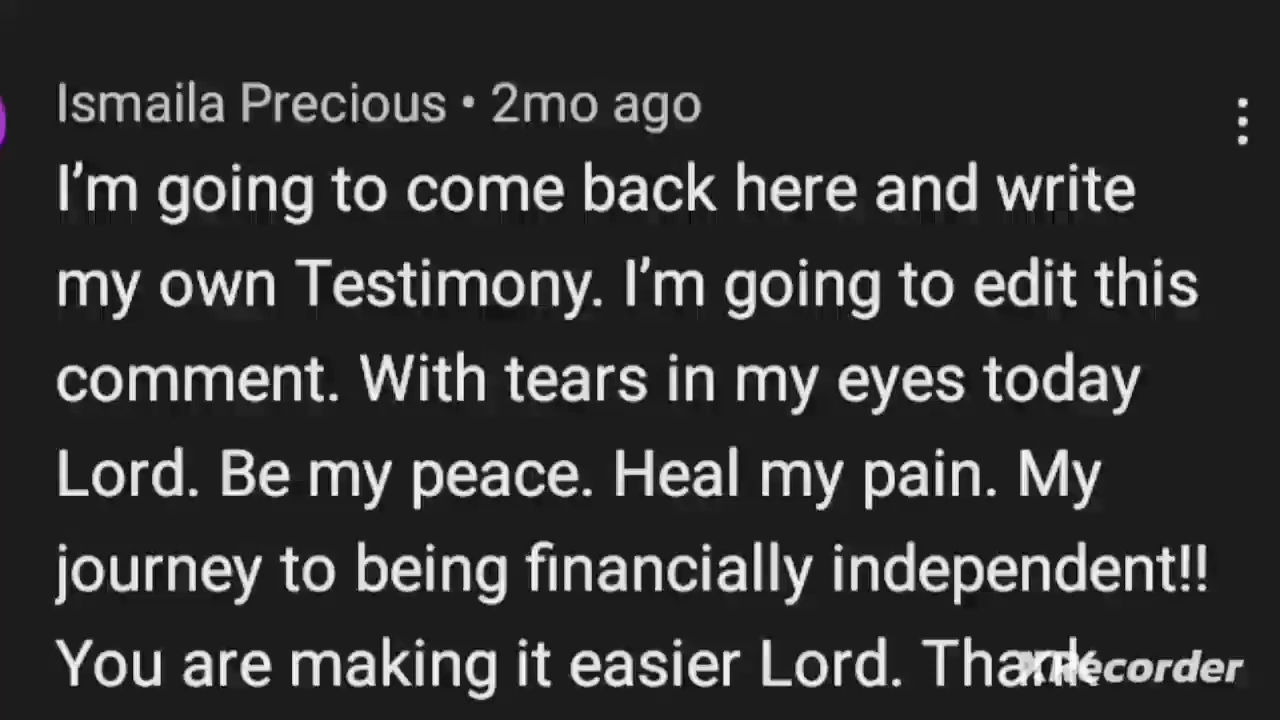 Ismaila Precious • 2mo ago
I’m going to come back here and write
my own Testimony. I’m going to edit this
comment. With tears in my eyes today
Lord. Be my peace. Heal my pain. My
journey to being financially independent!!
You are making it easier Lord. Thank
XRecorder